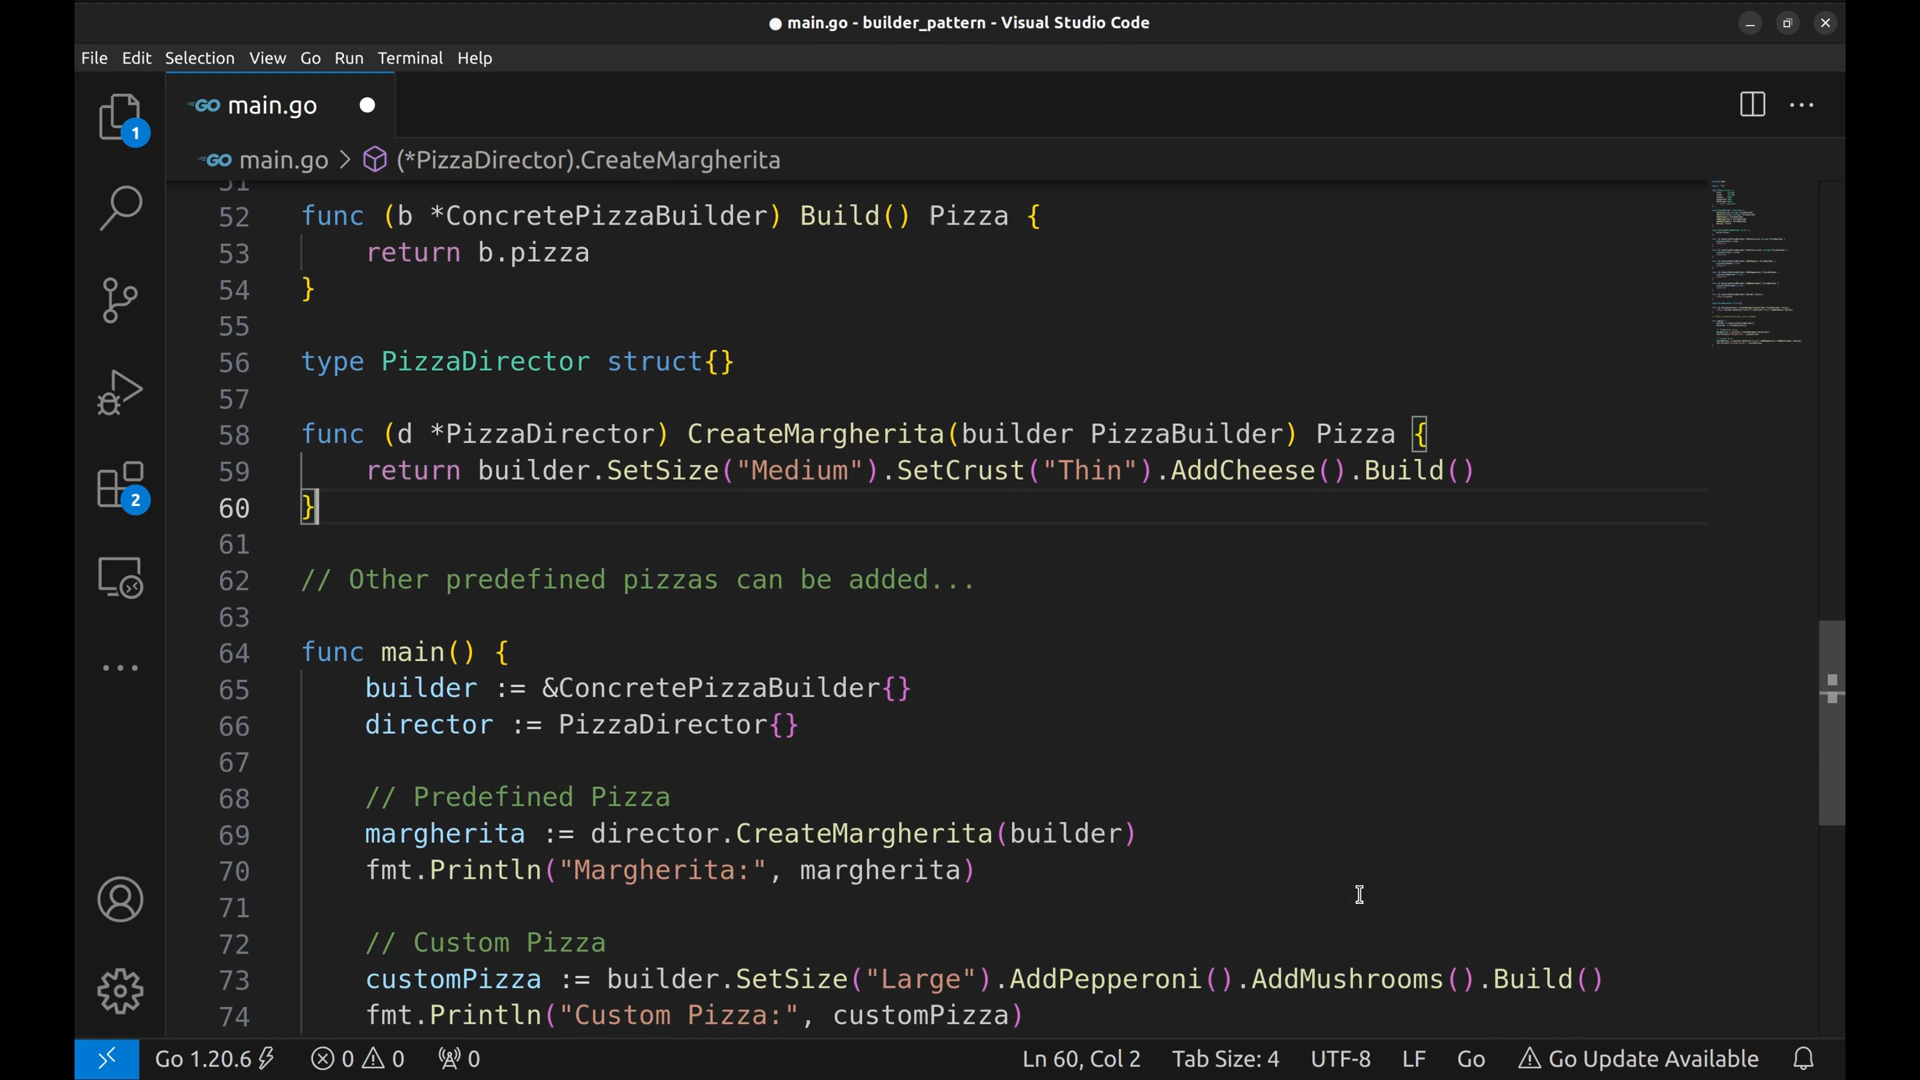 main.go - builder_pattern - Visual Studio Code
File Edit Selection View Go Run Terminal Help
GO main.go
GO main.go > (*PizzaDirector).CreateMargherita
1
2
51
52 func (b *ConcretePizzaBuilder) Build() Pizza {
53 return b.pizza
54 }
55
56 type PizzaDirector struct{}
57
58 func (d *PizzaDirector) CreateMargherita(builder PizzaBuilder) Pizza {
59 return builder.SetSize("Medium").SetCrust("Thin").AddCheese().Build()
60 }
61
62 // Other predefined pizzas can be added...
63
64 func main() {
65 builder := &ConcretePizzaBuilder{}
66 director := PizzaDirector{}
67
68 // Predefined Pizza
69 margherita := director.CreateMargherita(builder)
70 fmt.Println("Margherita:", margherita)
71
72 // Custom Pizza
73 customPizza := builder.SetSize("Large").AddPepperoni().AddMushrooms().Build()
74 fmt.Println("Custom Pizza:", customPizza)
Go 1.20.6 0 0 0 Ln 60, Col 2 Tab Size: 4 UTF-8 LF Go Go Update Available